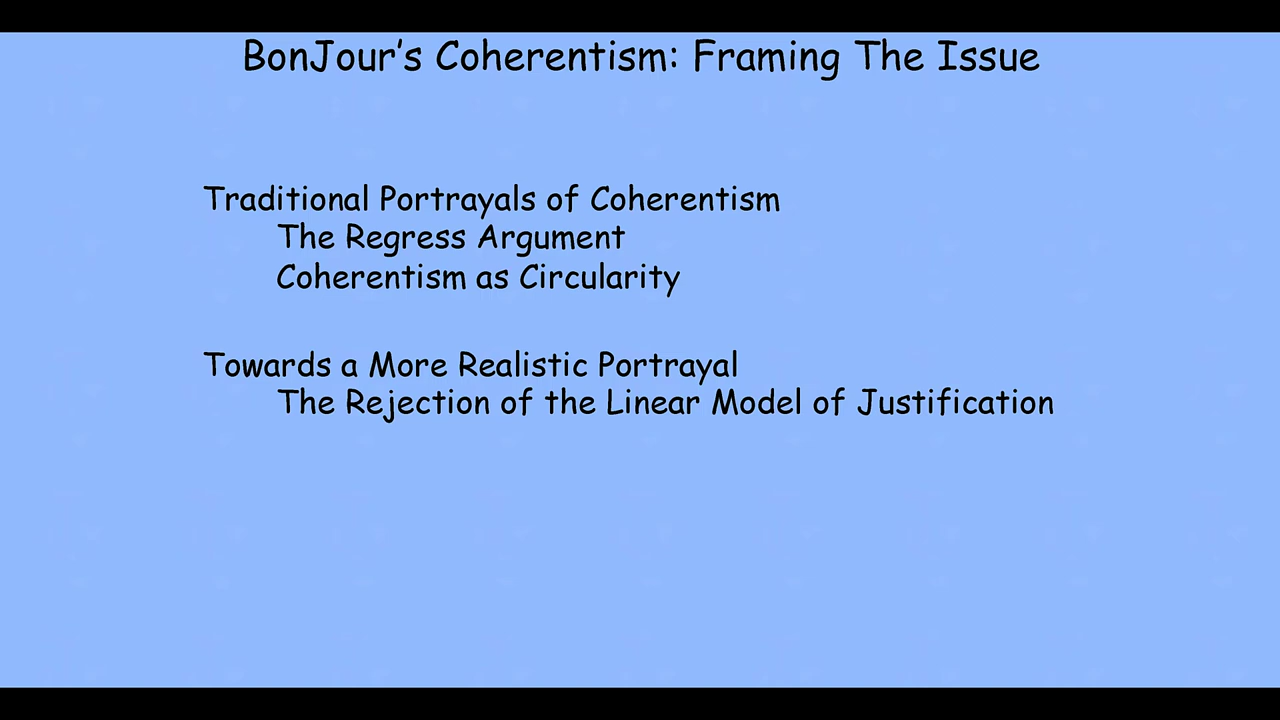 BonJour’s Coherentism: Framing The Issue
Traditional Portrayals of Coherentism
The Regress Argument
Coherentism as Circularity
Towards a More Realistic Portrayal
The Rejection of the Linear Model of Justification